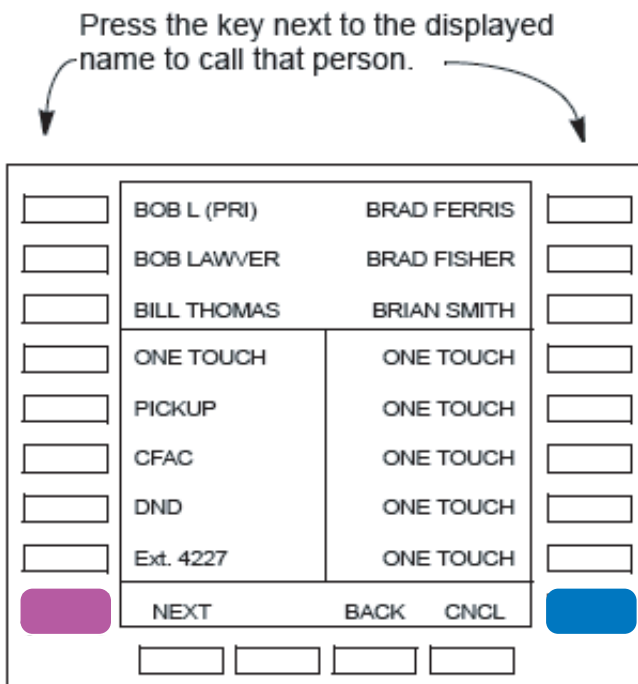 Press the key next to the displayed
name to call that person.
BOB L (PRI) BRAD FERRIS
BOB LAWVER BRAD FISHER
BILL THOMAS BRIAN SMITH
ONE TOUCH ONE TOUCH
PICKUP ONE TOUCH
CFAC ONE TOUCH
DND ONE TOUCH
Ext. 4227 ONE TOUCH
NEXT BACK CNCL